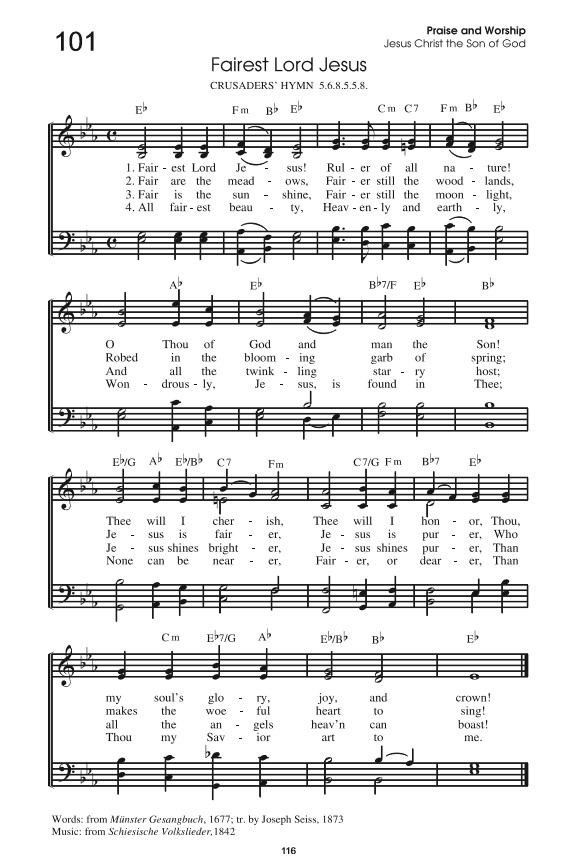 101
Praise and Worship
Jesus Christ the Son of God
Fairest Lord Jesus
CRUSADERS' HYMN 5.6.8.5.5.8.
E♭ Fm B♭ E♭ Cm C7 Fm B♭ E♭
1. Fair - est Lord Je - sus! Rul - er of all na - ture!
2. Fair are the mead - ows, Fair - er still the wood - lands,
3. Fair is the sun - shine, Fair - er still the moon - light,
4. All fair - est beau - ty, Heav - en - ly and earth - ly,
A♭ E♭ B♭7/F E♭ B♭
O Thou of God and man the Son!
Robed in the bloom - ing garb of spring;
And all the twink - ling star - ry host;
Won - drous - ly, Je - sus, is found in Thee;
E♭/G A♭ E♭/B♭ C7 Fm C7/G Fm B♭7 E♭
Thee will I cher - ish, Thee will I hon - or, Thou,
Je - sus is fair - er, Je - sus is pur - er, Who
Je - sus shines bright - er, Je - sus shines pur - er, Than
None can be near - er, Fair - er, or dear - er, Than
Cm E♭7/G A♭ E♭/B♭ B♭ E♭
my soul's glo - ry, joy, and crown!
makes the woe - ful heart to sing!
all the an - gels heav'n can boast!
Thou my Sav - ior art to me.
Words: from Münster Gesangbuch, 1677; tr. by Joseph Seiss, 1873
Music: from Schiesische Volkslieder,1842
116